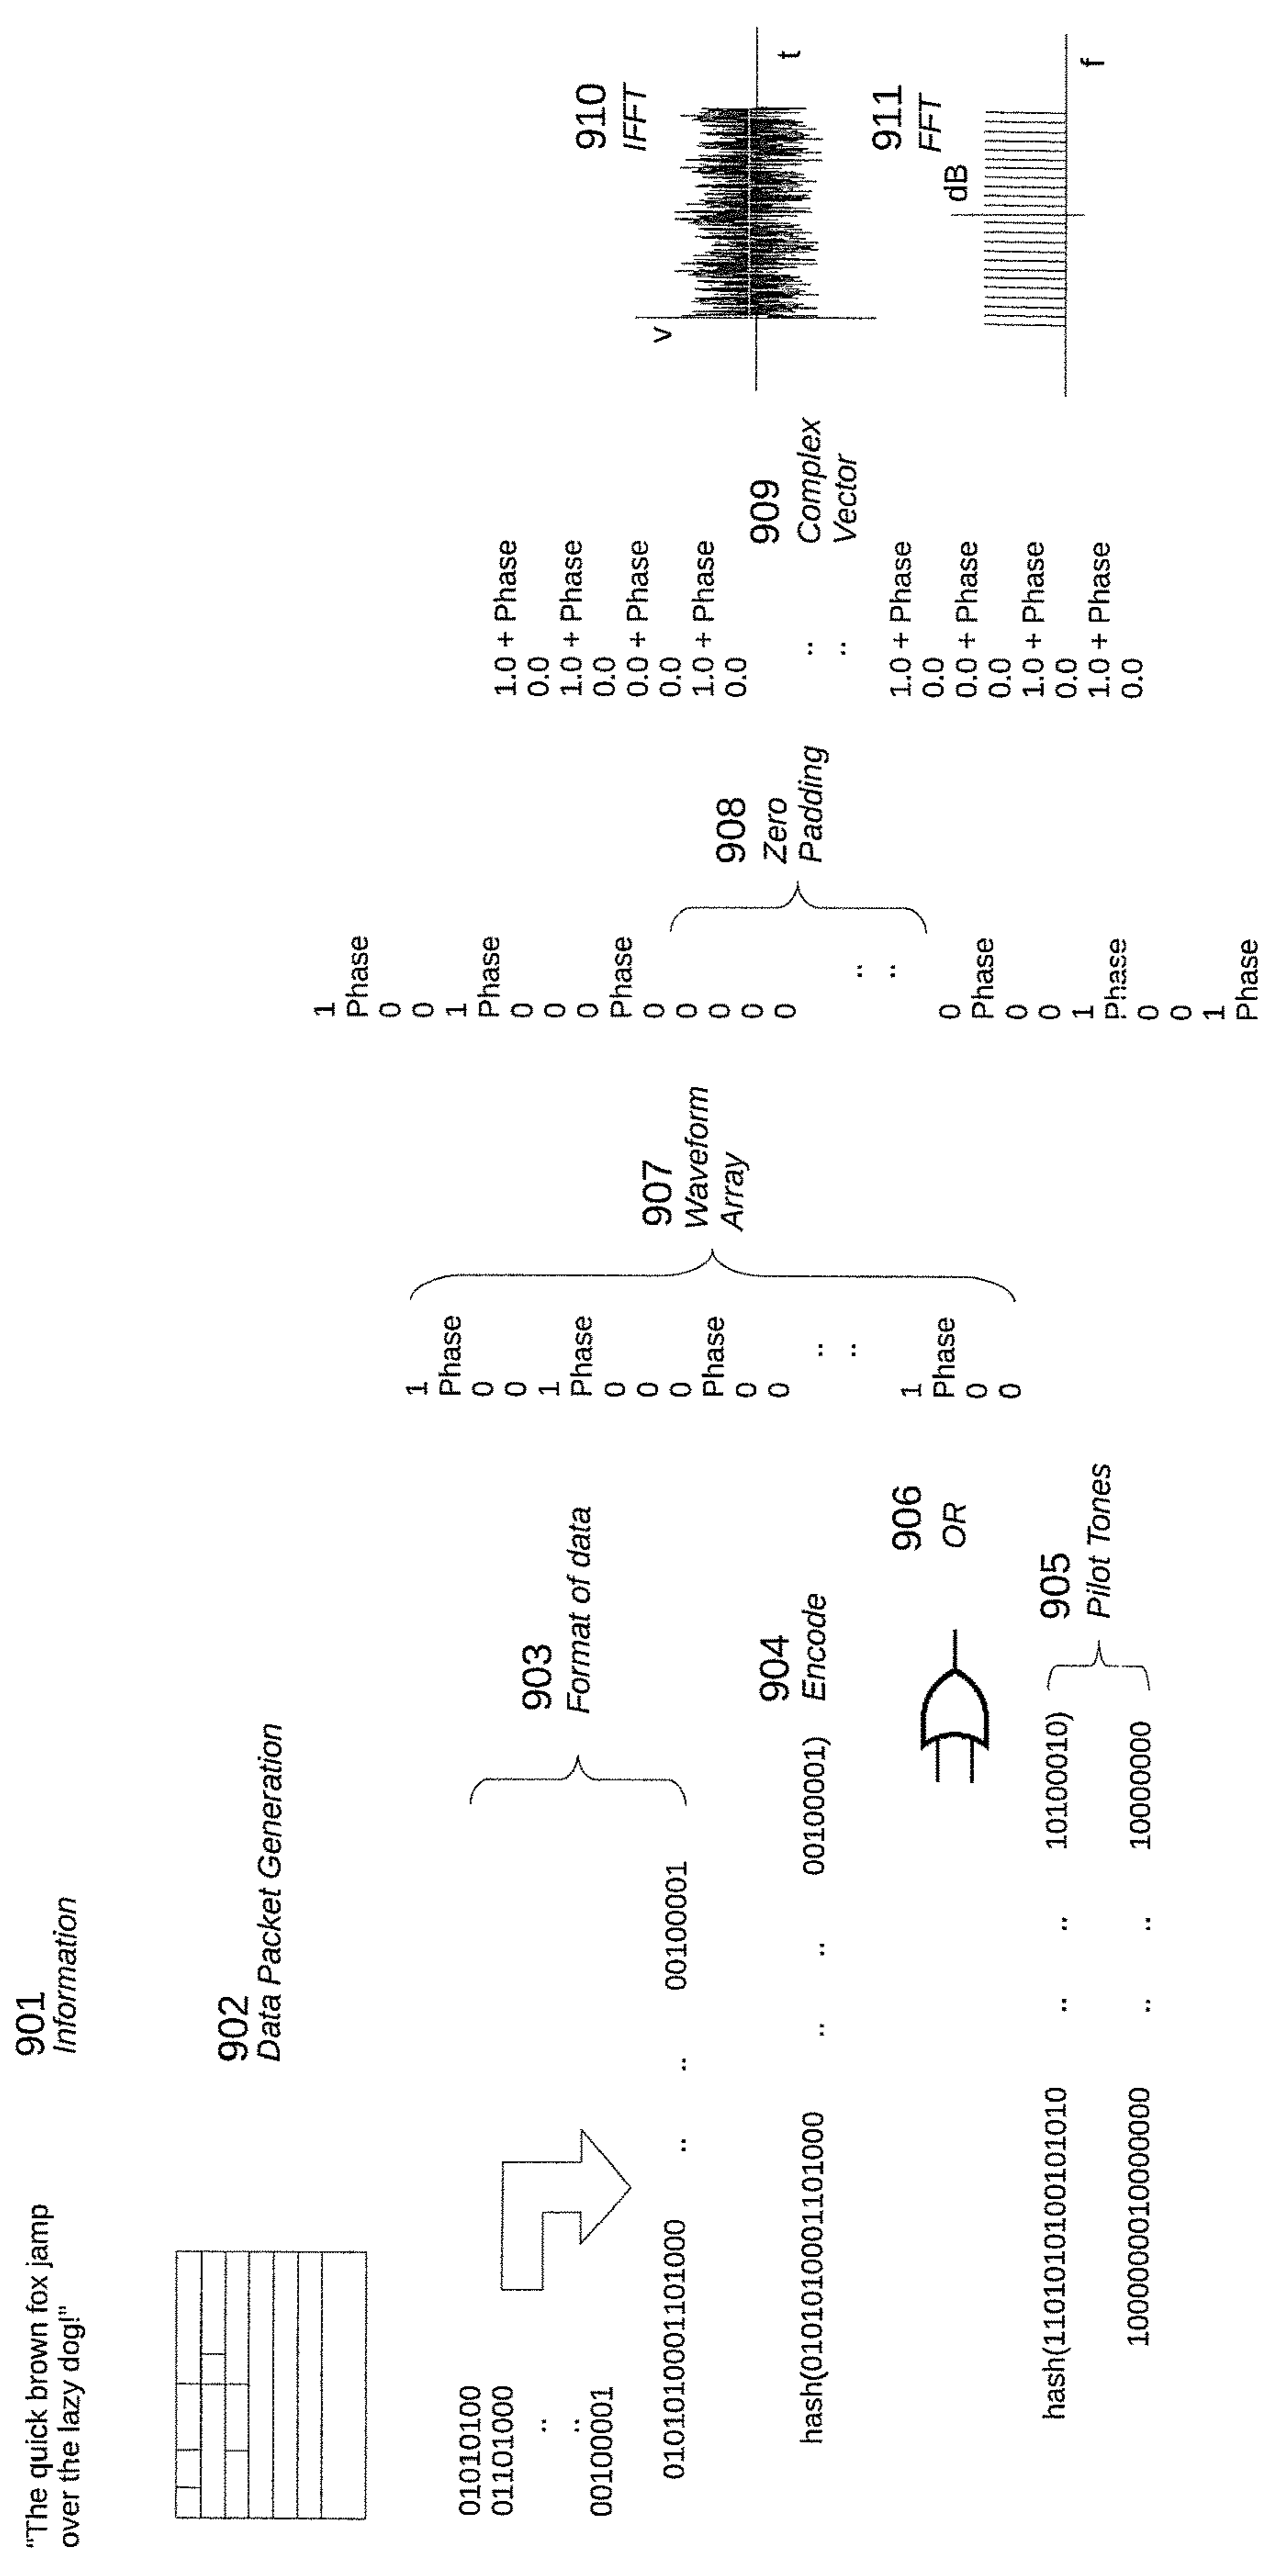 “The quick brown fox jamp
over the lazy dog!”
901
Information
902
Data Packet Generation
01010100
01101000
..
..
00100001
903
Format of data
0101010001101000 .. .. 00100001
904
Encode
hash(0101010001101000 .. .. 00100001)
906
OR
905
Pilot Tones
hash(1101010100101010 .. .. 10100010)
1000000010000000 .. .. 10000000
1
Phase
0
0
1
Phase
0
0
0
Phase
0
0
..
..
1
Phase
0
0
907
Waveform
Array
1
Phase
0
0
1
Phase
0
0
0
Phase
0
0
0
0
0
..
..
0
Phase
0
0
1
Phase
0
0
1
Phase
908
Zero
Padding
1.0 + Phase
0.0
1.0 + Phase
0.0
0.0 + Phase
0.0
1.0 + Phase
0.0
..
..
1.0 + Phase
0.0
0.0 + Phase
0.0
1.0 + Phase
0.0
1.0 + Phase
0.0
909
Complex
Vector
910
IFFT
V
t
911
FFT
dB
f